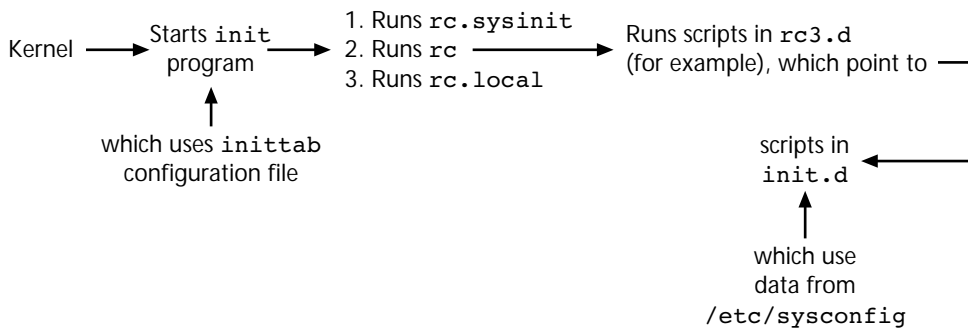 Kernel
Starts init
program
which uses inittab
configuration file
1. Runs rc.sysinit
2. Runs rc
3. Runs rc.local
Runs scripts in rc3.d
(for example), which point to
scripts in
init.d
which use
data from
/etc/sysconfig